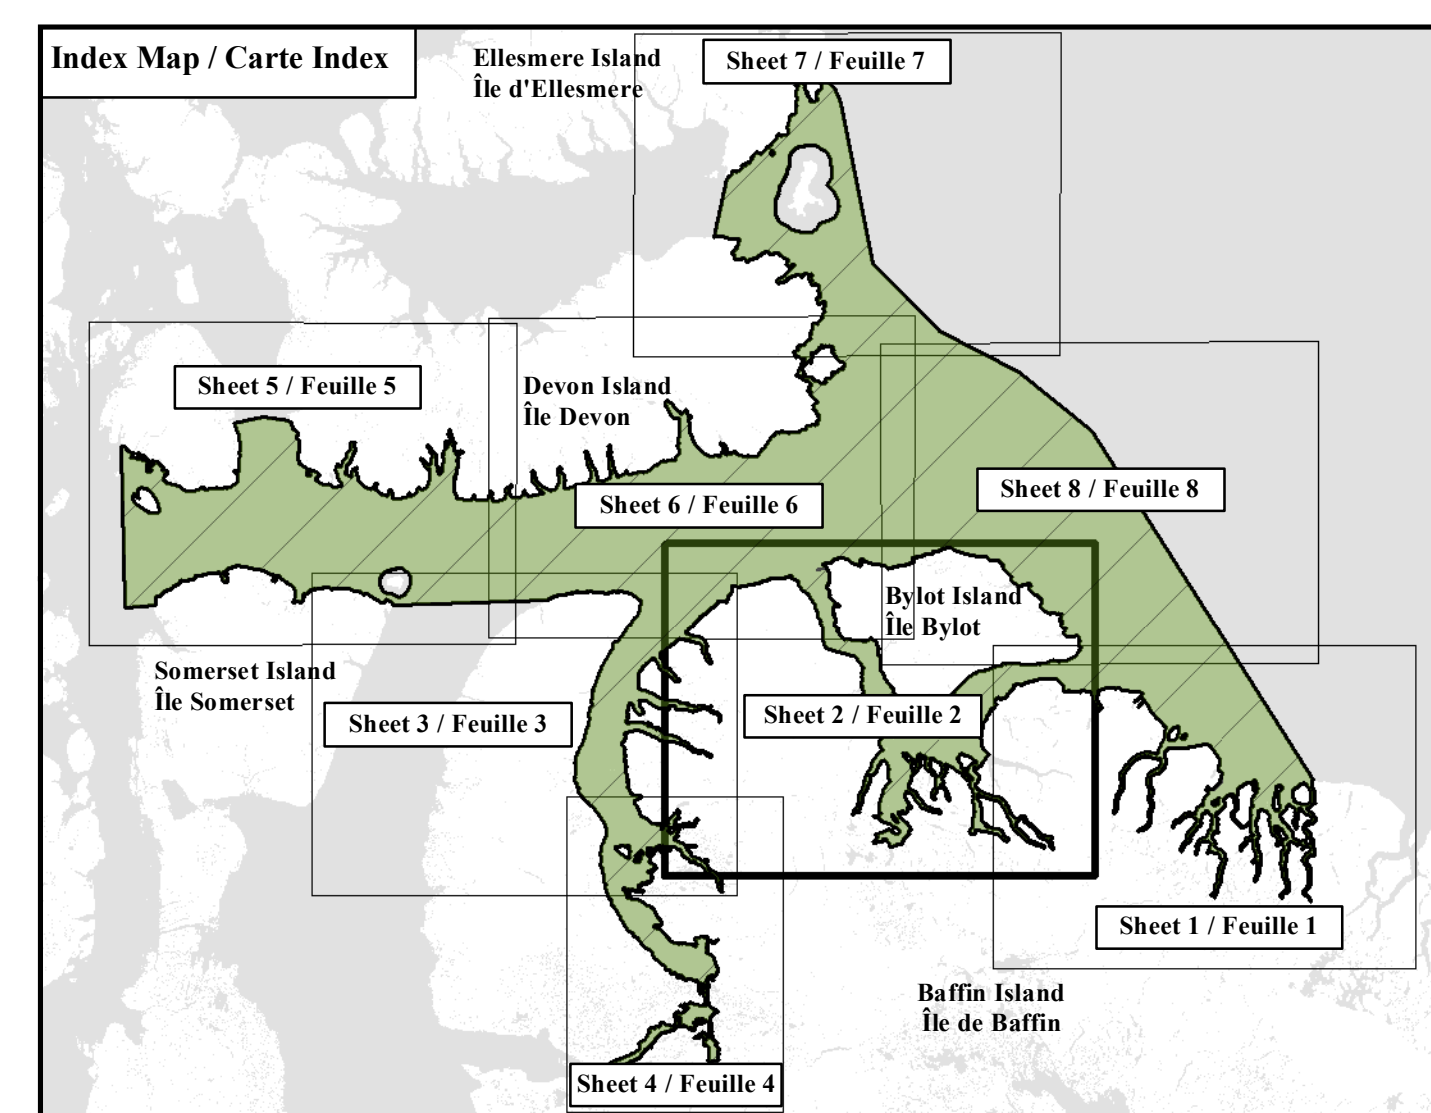 Index Map / Carte Index
Ellesmere Island
Île d'Ellesmere
Sheet 7 / Feuille 7
Sheet 5 / Feuille 5
Devon Island
Île Devon
Sheet 6 / Feuille 6
Sheet 8 / Feuille 8
Bylot Island
Île Bylot
Somerset Island
Île Somerset
Sheet 3 / Feuille 3
Sheet 2 / Feuille 2
Sheet 1 / Feuille 1
Baffin Island
Île de Baffin
Sheet 4 / Feuille 4